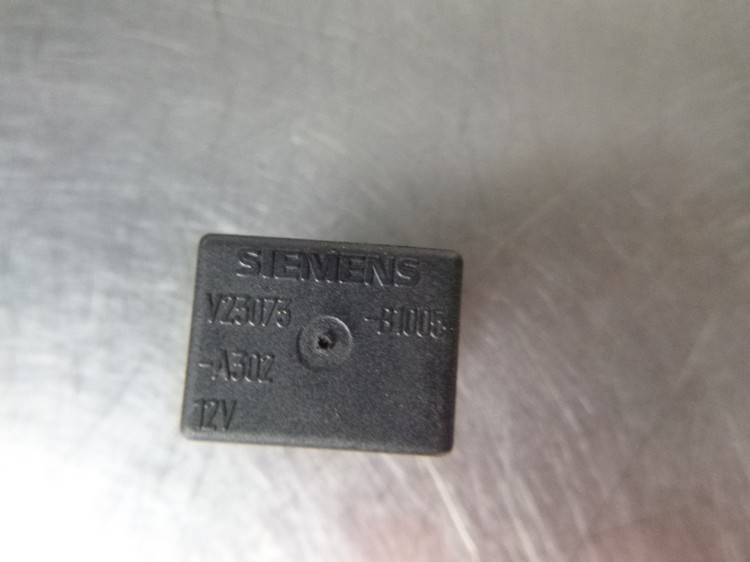 SIEMENS
V23073 -B1005-
-A302
12V